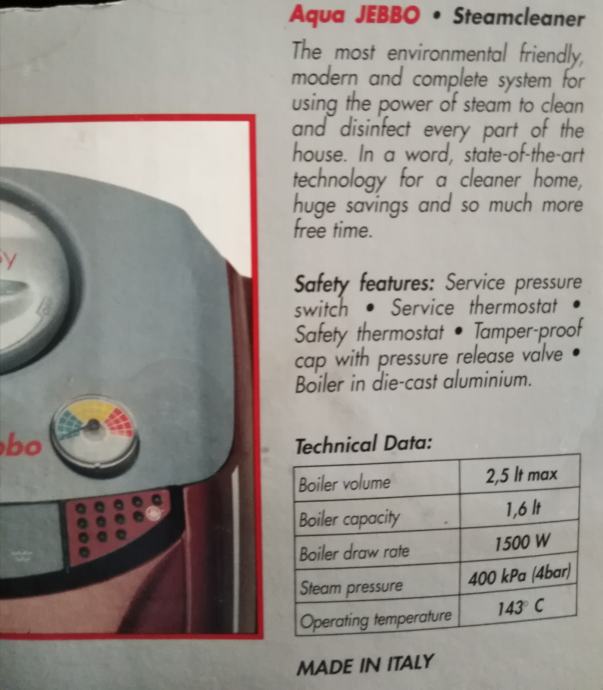 Aqua JEBBO • Steamcleaner
The most environmental friendly,
modern and complete system for
using the power of steam to clean
and disinfect every part of the
house. In a word, state-of-the-art
technology for a cleaner home,
huge savings and so much more
free time.
Safety features: Service pressure
switch • Service thermostat •
Safety thermostat • Tamper-proof
cap with pressure release valve •
Boiler in die-cast aluminium.
Technical Data:
Boiler volume 2,5 lt max
Boiler capacity 1,6 lt
Boiler draw rate 1500 W
Steam pressure 400 kPa (4bar)
Operating temperature 143° C
MADE IN ITALY